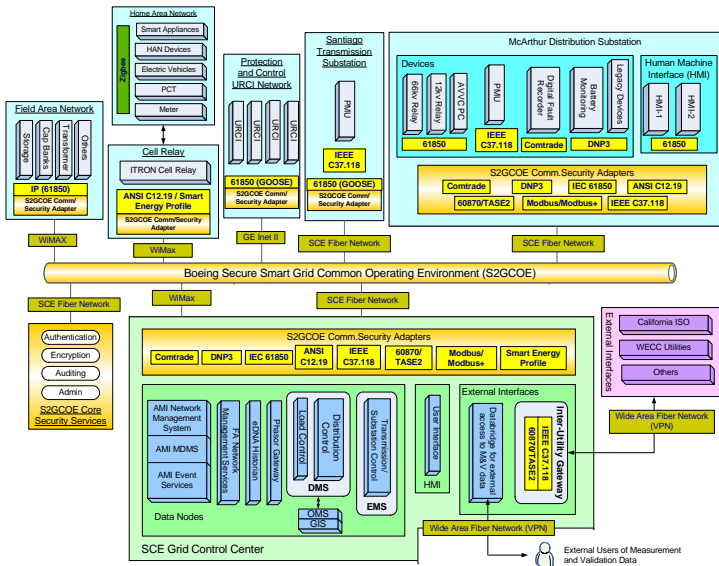 Home Area Network
Zigbee
Smart Appliances
HAN Devices
Electric Vehicles
PCT
Meter
Field Area Network
Storage
Cap Banks
Transformer
Others
IP (61850)
S2GCOE Comm/
Security Adapter
WiMAX
Cell Relay
ITRON Cell Relay
ANSI C12.19 / Smart
Energy Profile
S2GCOE Comm/Security
Adapter
WiMax
Protection
and Control
URCI Network
URCI
URCI
URCI
URCI
61850 (GOOSE)
S2GCOE Comm/
Security Adapter
GE Inet II
Santiago
Transmission
Substation
PMU
IEEE
C37.118
61850 (GOOSE)
S2GCOE Comm/
Security Adapter
SCE Fiber Network
McArthur Distribution Substation
Devices
66kv Relay
12kv Relay
AVVC PC
61850
PMU
IEEE
C37.118
Digital Fault
Recorder
Comtrade
Battery
Monitoring
Legacy Devices
DNP3
Human Machine
Interface (HMI)
HMI-1
HMI-2
61850
S2GCOE Comm.Security Adapters
Comtrade
DNP3
IEC 61850
ANSI C12.19
60870/TASE2
Modbus/Modbus+
IEEE C37.118
SCE Fiber Network
Boeing Secure Smart Grid Common Operating Environment (S2GCOE)
SCE Fiber Network
WiMax
SCE Fiber Network
SCE Fiber Network
Authentication
Encryption
Auditing
Admin
S2GCOE Core
Security Services
S2GCOE Comm.Security Adapters
Comtrade
DNP3
IEC 61850
ANSI
C12.19
IEEE
C37.118
60870/
TASE2
Modbus/
Modbus+
Smart Energy
Profile
AMI Network
Management
System
AMI MDMS
AMI Event
Services
FA Network
Management Services
eDNA Historian
Phasor Gateway
Load Control
Distribution
Control
DMS
OMS
GIS
Transmission/
Substation Control
EMS
Data Nodes
User Interface
HMI
External Interfaces
Databridge for external
access to M&V data
Inter-Utility Gateway
IEEE C37.118
60870/TASE2
SCE Grid Control Center
Wide Area Fiber Network (VPN)
External Users of Measurement
and Validation Data
External Interfaces
California ISO
WECC Utilities
Others
Wide Area Fiber Network
(VPN)